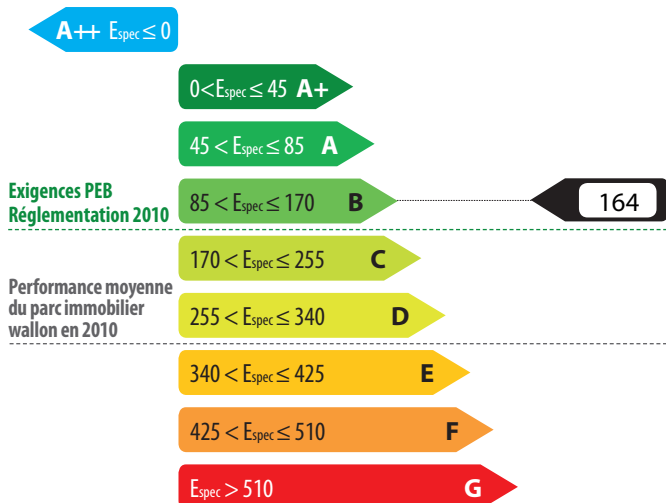 A++ Espec ≤ 0
0 < Espec ≤ 45 A+
45 < Espec ≤ 85 A
Exigences PEB
Réglementation 2010
85 < Espec ≤ 170 B
164
170 < Espec ≤ 255 C
Performance moyenne
du parc immobilier
wallon en 2010
255 < Espec ≤ 340 D
340 < Espec ≤ 425 E
425 < Espec ≤ 510 F
Espec > 510 G